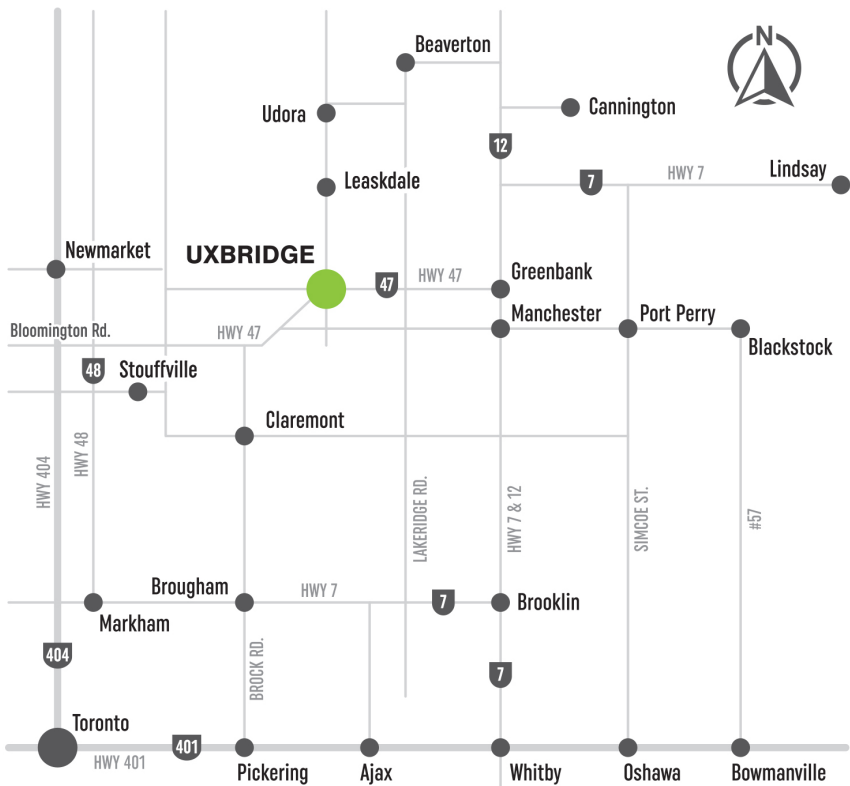 N
Beaverton
Cannington
Udora
12
Lindsay
HWY 7
7
Leaskdale
Newmarket
UXBRIDGE
47
HWY 47
Greenbank
Manchester
Port Perry
Bloomington Rd.
HWY 47
Blackstock
48
Stouffville
Claremont
HWY 404
HWY 48
LAKERIDGE RD.
HWY 7 & 12
SIMCOE ST.
#57
Brougham
HWY 7
7
Brooklin
Markham
404
BROCK RD.
7
Toronto
401
HWY 401
Pickering
Ajax
Whitby
Oshawa
Bowmanville